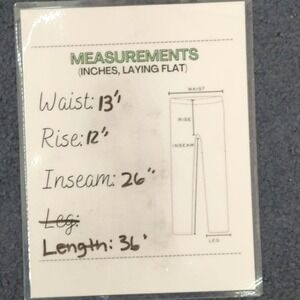 MEASUREMENTS
(INCHES, LAYING FLAT)
Waist: 13"
Rise: 12"
Inseam: 26"
Leg:
Length: 36"
WAIST
RISE
INSEAM
LEG